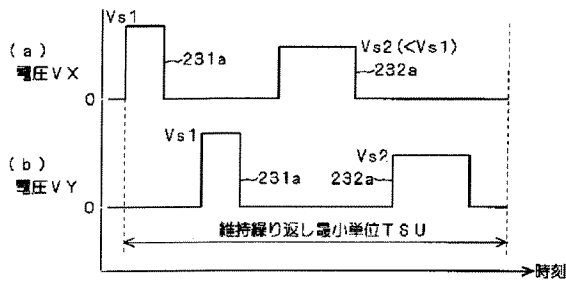 Vs1
(a)
電圧VX
231a
Vs2(<Vs1)
232a
0
(b)
電圧VY
Vs1
231a
Vs2
232a
0
維持繰り返し最小単位TSU
時刻